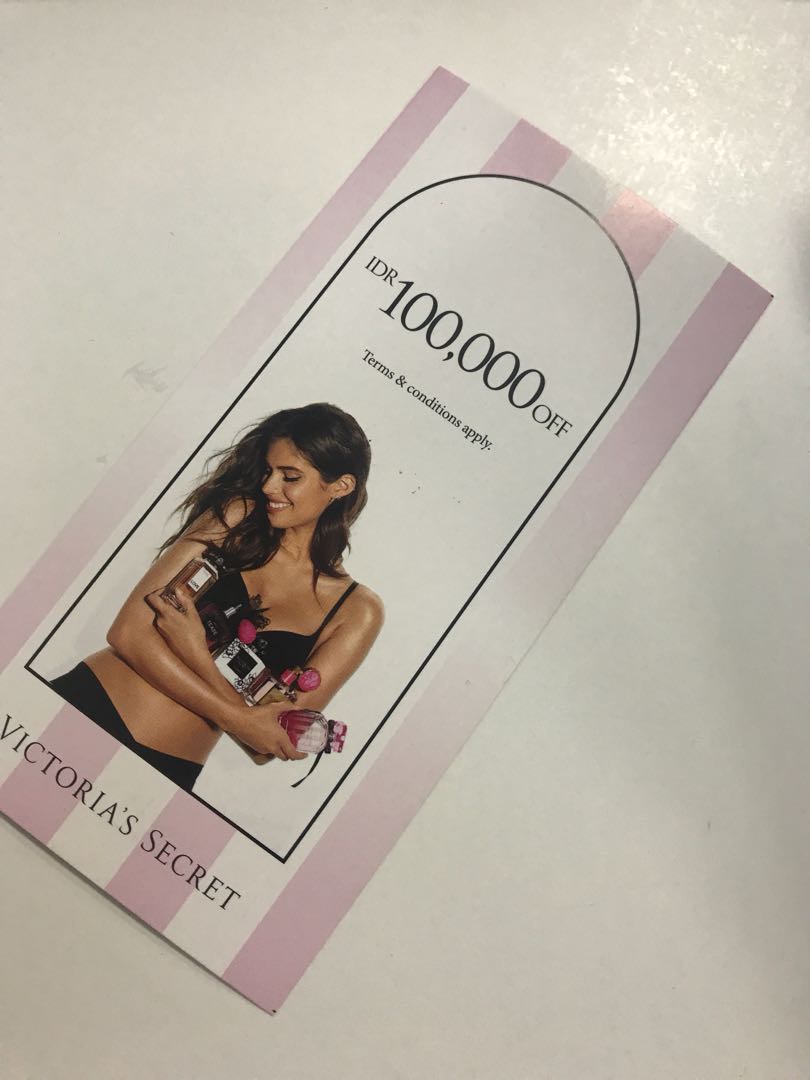 IDR 100,000 OFF
Terms & conditions apply.
VICTORIA'S SECRET